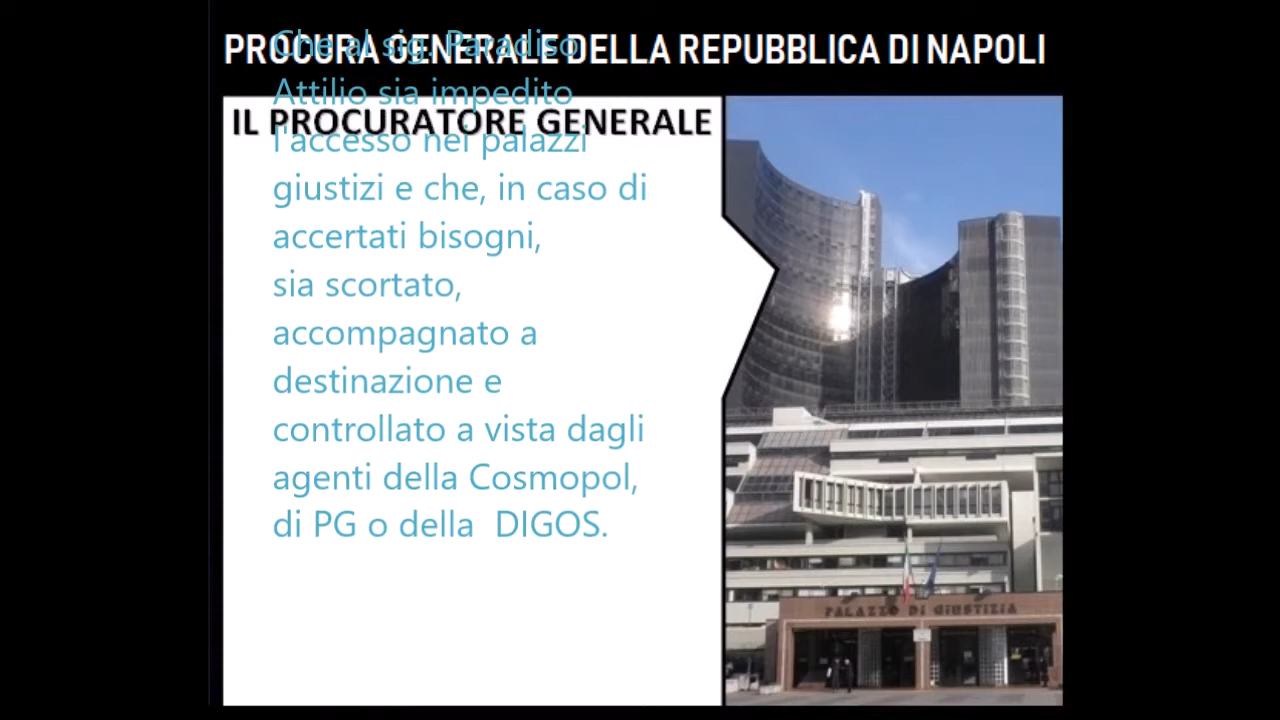 PROCURA GENERALE DELLA REPUBBLICA DI NAPOLI
IL PROCURATORE GENERALE
Che al sig. Paradiso
Attilio sia impedito
l'accesso nei palazzi
giustizi e che, in caso di
accertati bisogni,
sia scortato,
accompagnato a
destinazione e
controllato a vista dagli
agenti della Cosmopol,
di PG o della DIGOS.
PALAZZO DI GIUSTIZIA